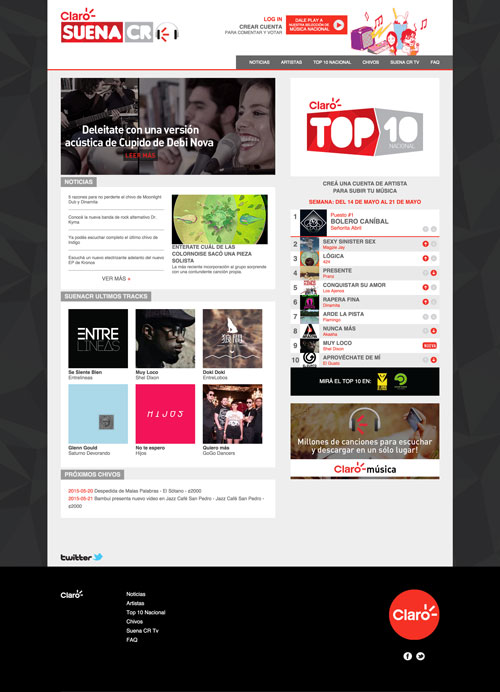 Claro
SUENA CR
LOG IN
CREAR CUENTA
PARA COMENTAR Y VOTAR
DALE PLAY A
NUESTRA SELECCIÓN DE
MÚSICA NACIONAL
NOTICIAS ARTISTAS TOP 10 NACIONAL CHIVOS SUENA CR TV FAQ
Deleitate con una versión
acústica de Cupido de Debi Nova
LEER MÁS
NOTICIAS
5 razones para no perderte el chivo de Moonlight
Dub y Dinamita
Conocé la nueva banda de rock alternativo Dr.
Kyma
Ya podés escuchar completo el último chivo de
Índigo
Escuchá un nuevo electrizante adelanto del nuevo
EP de Kronos
VER MÁS +
ENTERATE CUÁL DE LAS
COLORNOISE SACÓ UNA PIEZA
SOLISTA
La más reciente incorporación al grupo sorprende
con una contundente canción propia.
SUENACR ULTIMOS TRACKS
ENTRE
LINEAS
Se Siente Bien
Entrelineas
Muy Loco
Shel Dixon
Doki Doki
EntreLobos
Glenn Gould
Saturno Devorando
HIJOS
No te espero
Hijos
Quiero más
GoGo Dancers
PRÓXIMOS CHIVOS
2015-05-20 Despedida de Malas Palabras - El Sótano - ¢2000
2015-05-21 Bambul presenta nuevo video en Jazz Café San Pedro - Jazz Café San Pedro -
¢2000
Claro
TOP 10
NACIONAL
CREÁ UNA CUENTA DE ARTISTA
PARA SUBIR TU MÚSICA
SEMANA: DEL 14 DE MAYO AL 21 DE MAYO
1 Puesto #1
BOLERO CANÍBAL
Señorita Abril
2 SEXY SINISTER SEX
Magpie Jay
3 LÓGICA
424
4 PRESENTE
Pranz
5 CONQUISTAR SU AMOR
Los Ajenos
6 RAPERA FINA
Dinamita
7 ARDE LA PISTA
Flamingo
8 NUNCA MÁS
Akasha
9 MUY LOCO NUEVA
Shel Dixon
10 APROVÉCHATE DE MÍ
El Guato
MIRÁ EL TOP 10 EN:
Millones de canciones para escuchar
y descargar en un sólo lugar!
Claro música
twitter
Claro
Noticias
Artistas
Top 10 Nacional
Chivos
Suena CR Tv
FAQ
Claro